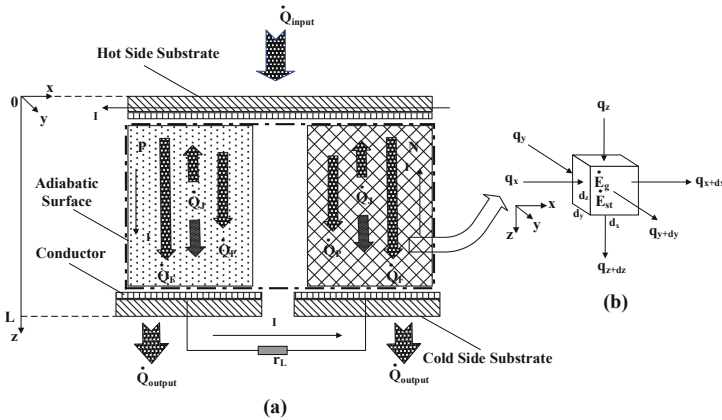 Q̇input
Hot Side Substrate
0
x
y
I
P
N
I
I
Adiabatic
Surface
Q̇J
Q̇P
Q̇F
Q̇P
Q̇J
Q̇F
Conductor
L
z
I
rL
Cold Side Substrate
Q̇output
Q̇output
(a)
qz
qy
qx
Ėg
Ėst
dz
dy
dx
qx+dx
qy+dy
qz+dz
x
y
z
(b)